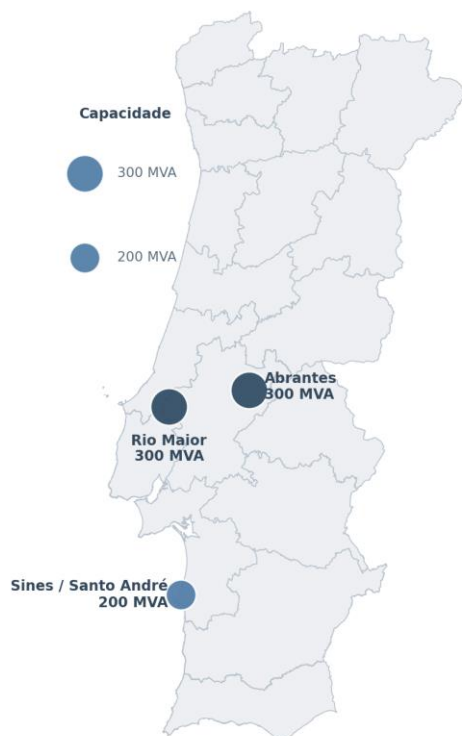 Capacidade
300 MVA
200 MVA
Abrantes
300 MVA
Rio Maior
300 MVA
Sines / Santo André
200 MVA